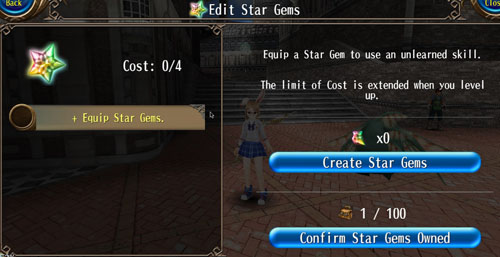 Back
Edit Star Gems
Cost: 0/4
+ Equip Star Gems.
Equip a Star Gem to use an unlearned skill.
The limit of Cost is extended when you level
up.
x0
Create Star Gems
1 / 100
Confirm Star Gems Owned